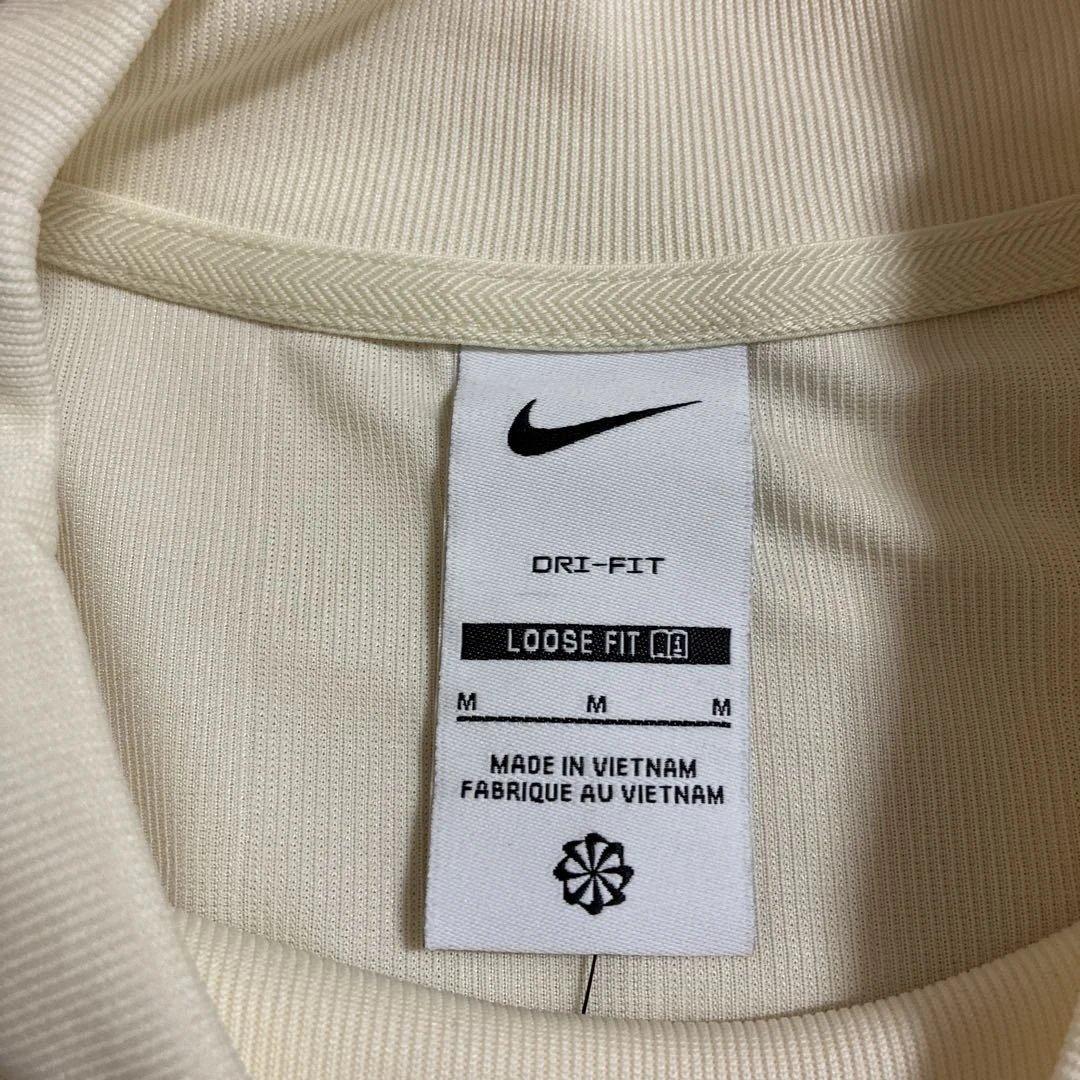 DRI-FIT
LOOSE FIT
M M M
MADE IN VIETNAM
FABRIQUE AU VIETNAM